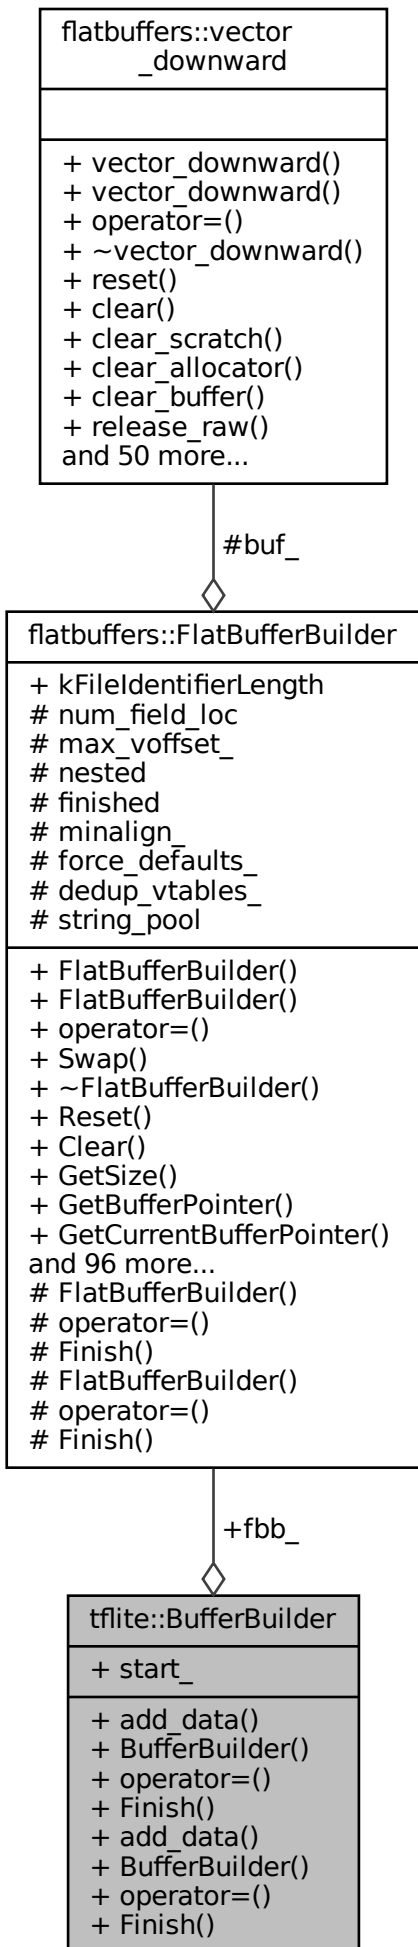 flatbuffers::vector
_downward
+ vector_downward()
+ vector_downward()
+ operator=()
+ ~vector_downward()
+ reset()
+ clear()
+ clear_scratch()
+ clear_allocator()
+ clear_buffer()
+ release_raw()
and 50 more...
#buf_
flatbuffers::FlatBufferBuilder
+ kFileIdentifierLength
# num_field_loc
# max_voffset_
# nested
# finished
# minalign_
# force_defaults_
# dedup_vtables_
# string_pool
+ FlatBufferBuilder()
+ FlatBufferBuilder()
+ operator=()
+ Swap()
+ ~FlatBufferBuilder()
+ Reset()
+ Clear()
+ GetSize()
+ GetBufferPointer()
+ GetCurrentBufferPointer()
and 96 more...
# FlatBufferBuilder()
# operator=()
# Finish()
# FlatBufferBuilder()
# operator=()
# Finish()
+fbb_
tflite::BufferBuilder
+ start_
+ add_data()
+ BufferBuilder()
+ operator=()
+ Finish()
+ add_data()
+ BufferBuilder()
+ operator=()
+ Finish()